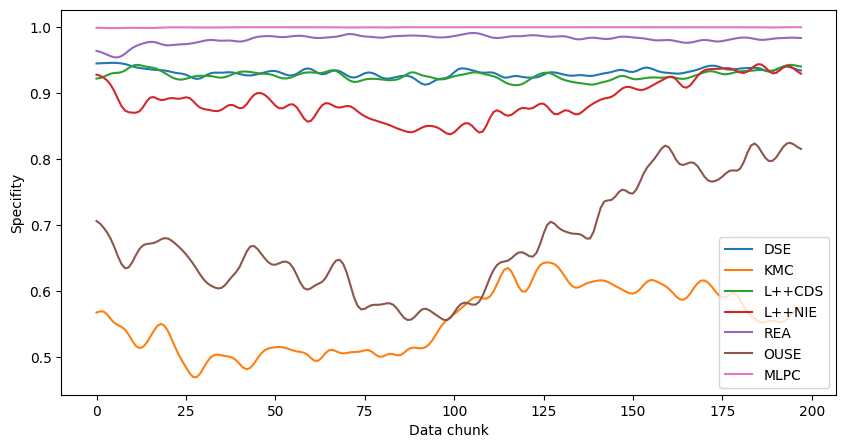 1.0
0.9
0.8
0.7
0.6
0.5
Specifity
0
25
50
75
100
125
150
175
200
Data chunk
DSE
KMC
L++CDS
L++NIE
REA
OUSE
MLPC